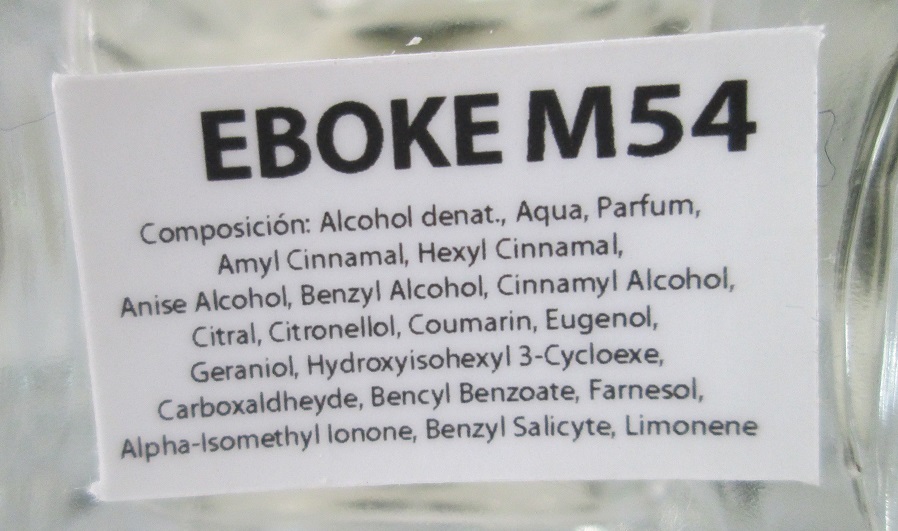 EBOKE M54
Composición: Alcohol denat., Aqua, Parfum,
Amyl Cinnamal, Hexyl Cinnamal,
Anise Alcohol, Benzyl Alcohol, Cinnamyl Alcohol,
Citral, Citronellol, Coumarin, Eugenol,
Geraniol, Hydroxyisohexyl 3-Cycloexe,
Carboxaldheyde, Bencyl Benzoate, Farnesol,
Alpha-Isomethyl Ionone, Benzyl Salicyte, Limonene